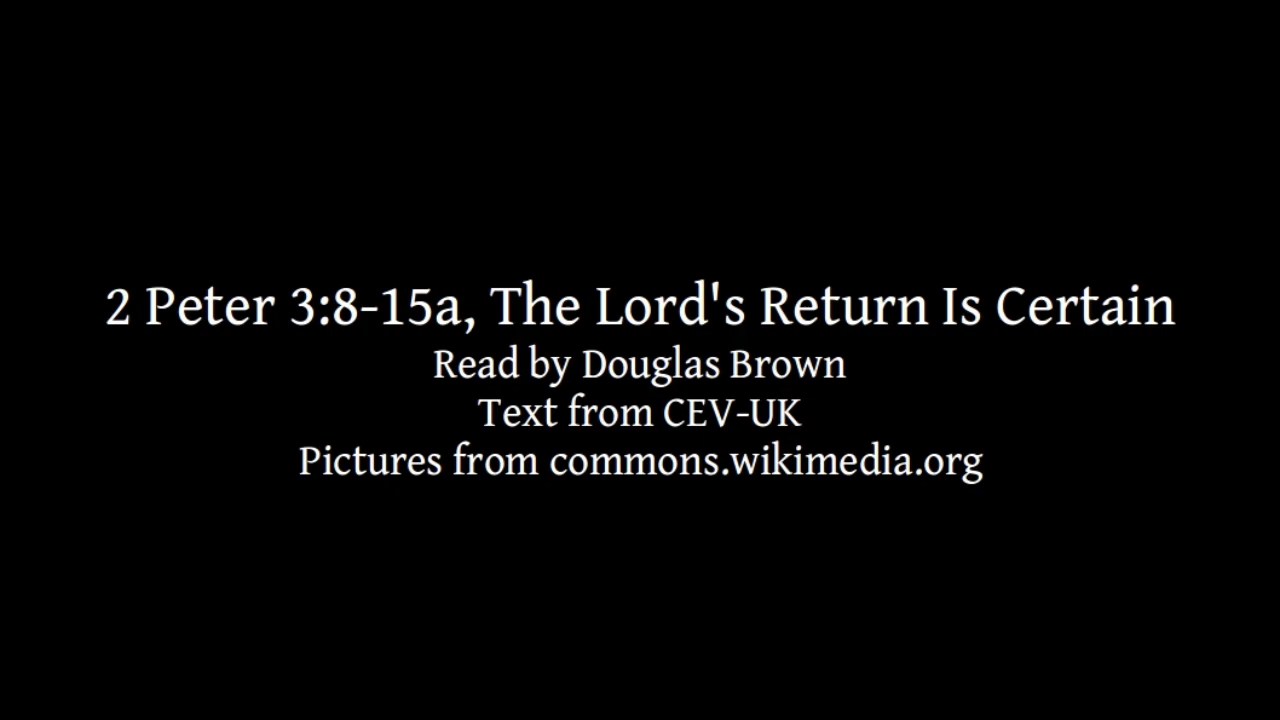 2 Peter 3:8-15a, The Lord's Return Is Certain
Read by Douglas Brown
Text from CEV-UK
Pictures from commons.wikimedia.org